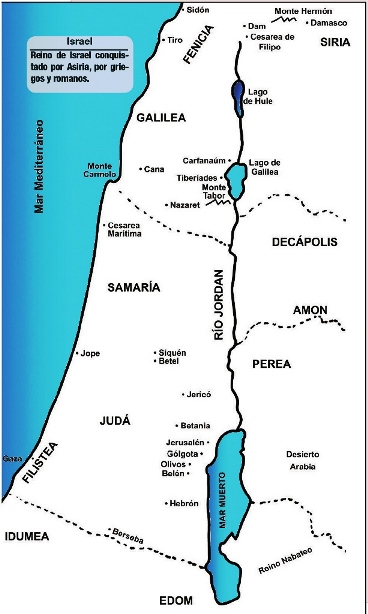 Sidón
Monte Hermón
Dam
Damasco
Cesarea de
Filipo
Israel
Reino de Israel conquis-
tado por Asiria, por grie-
gos y romanos.
Tiro
FENICIA
SIRIA
Lago
de Hule
GALILEA
Mar Mediterráneo
Carfanaúm
Lago de
Galilea
Monte
Carmolo
Cana
Tiberiades
Monte
Tabor
Nazaret
Cesarea
Marítima
DECÁPOLIS
SAMARÍA
RÍO JORDAN
AMON
Jope
Siquén
Betel
PEREA
Jericó
JUDÁ
Betania
Jerusalén
Gólgota
Olivos
Belén
Desierto
Arabia
Gaza
FILISTEA
MAR MUERTO
Hebrón
IDUMEA
Berseba
Roino Nabateo
EDOM